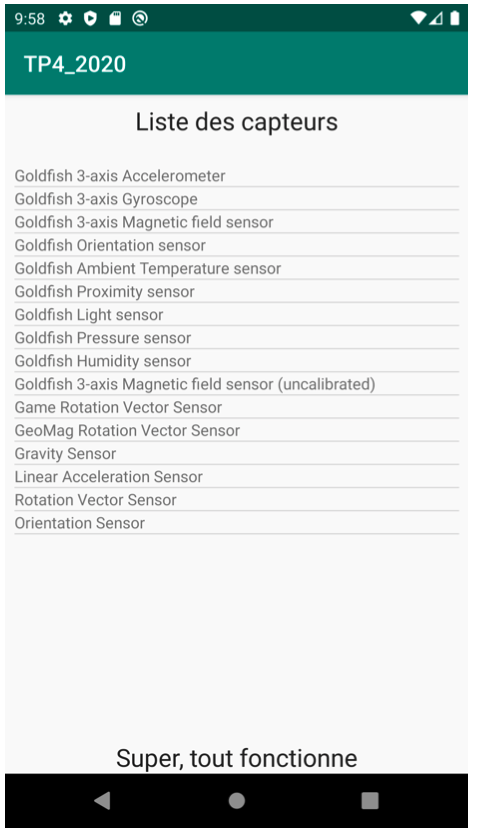 9:58
TP4_2020
Liste des capteurs
Goldfish 3-axis Accelerometer
Goldfish 3-axis Gyroscope
Goldfish 3-axis Magnetic field sensor
Goldfish Orientation sensor
Goldfish Ambient Temperature sensor
Goldfish Proximity sensor
Goldfish Light sensor
Goldfish Pressure sensor
Goldfish Humidity sensor
Goldfish 3-axis Magnetic field sensor (uncalibrated)
Game Rotation Vector Sensor
GeoMag Rotation Vector Sensor
Gravity Sensor
Linear Acceleration Sensor
Rotation Vector Sensor
Orientation Sensor
Super, tout fonctionne